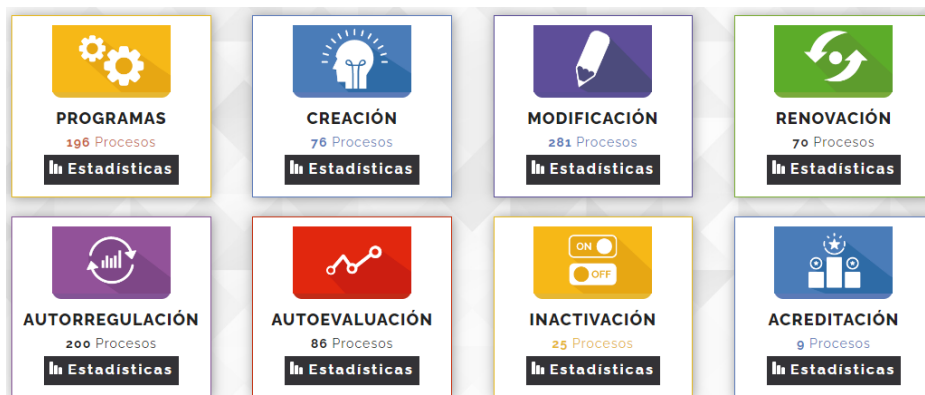 PROGRAMAS
196 Procesos
Estadísticas
CREACIÓN
76 Procesos
Estadísticas
MODIFICACIÓN
281 Procesos
Estadísticas
RENOVACIÓN
70 Procesos
Estadísticas
AUTORREGULACIÓN
200 Procesos
Estadísticas
AUTOEVALUACIÓN
86 Procesos
Estadísticas
ON
OFF
INACTIVACIÓN
25 Procesos
Estadísticas
ACREDITACIÓN
9 Procesos
Estadísticas